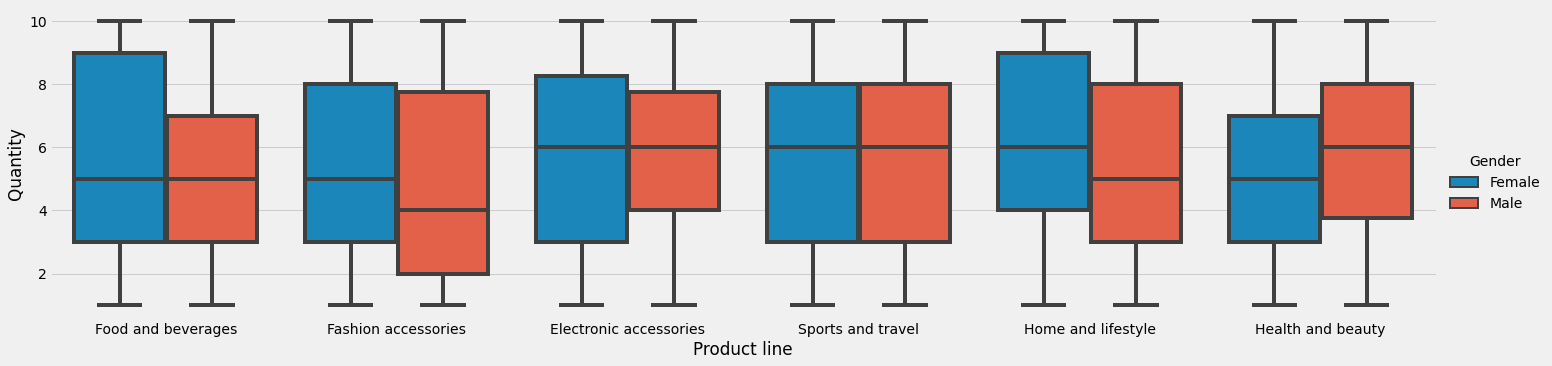 10
8
6
4
2
Quantity
Food and beverages
Fashion accessories
Electronic accessories
Sports and travel
Home and lifestyle
Health and beauty
Product line
Gender
Female
Male